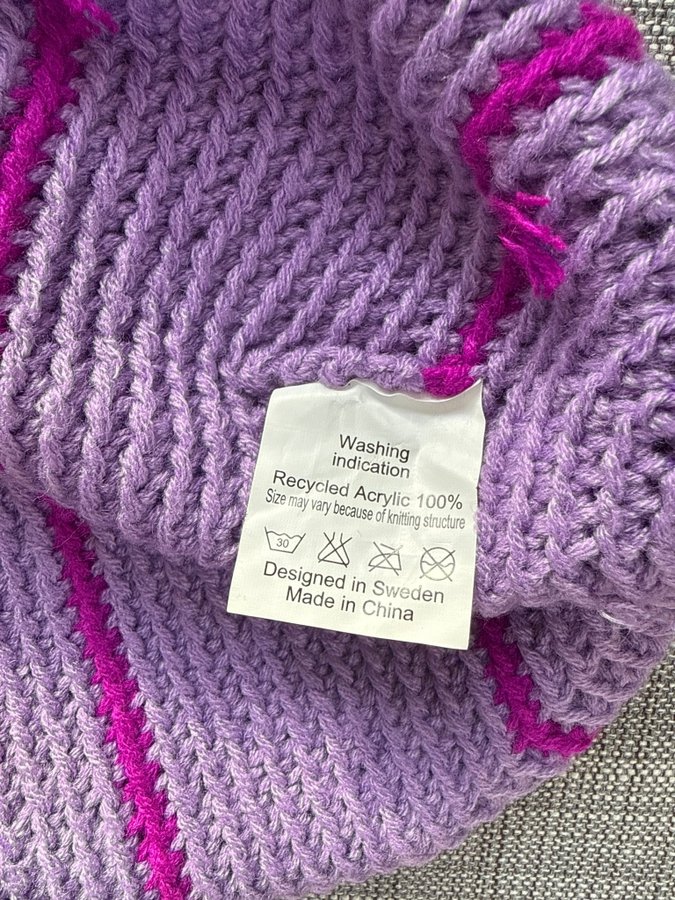 Washing
indication
Recycled Acrylic 100%
Size may vary because of knitting structure
30
Designed in Sweden
Made in China